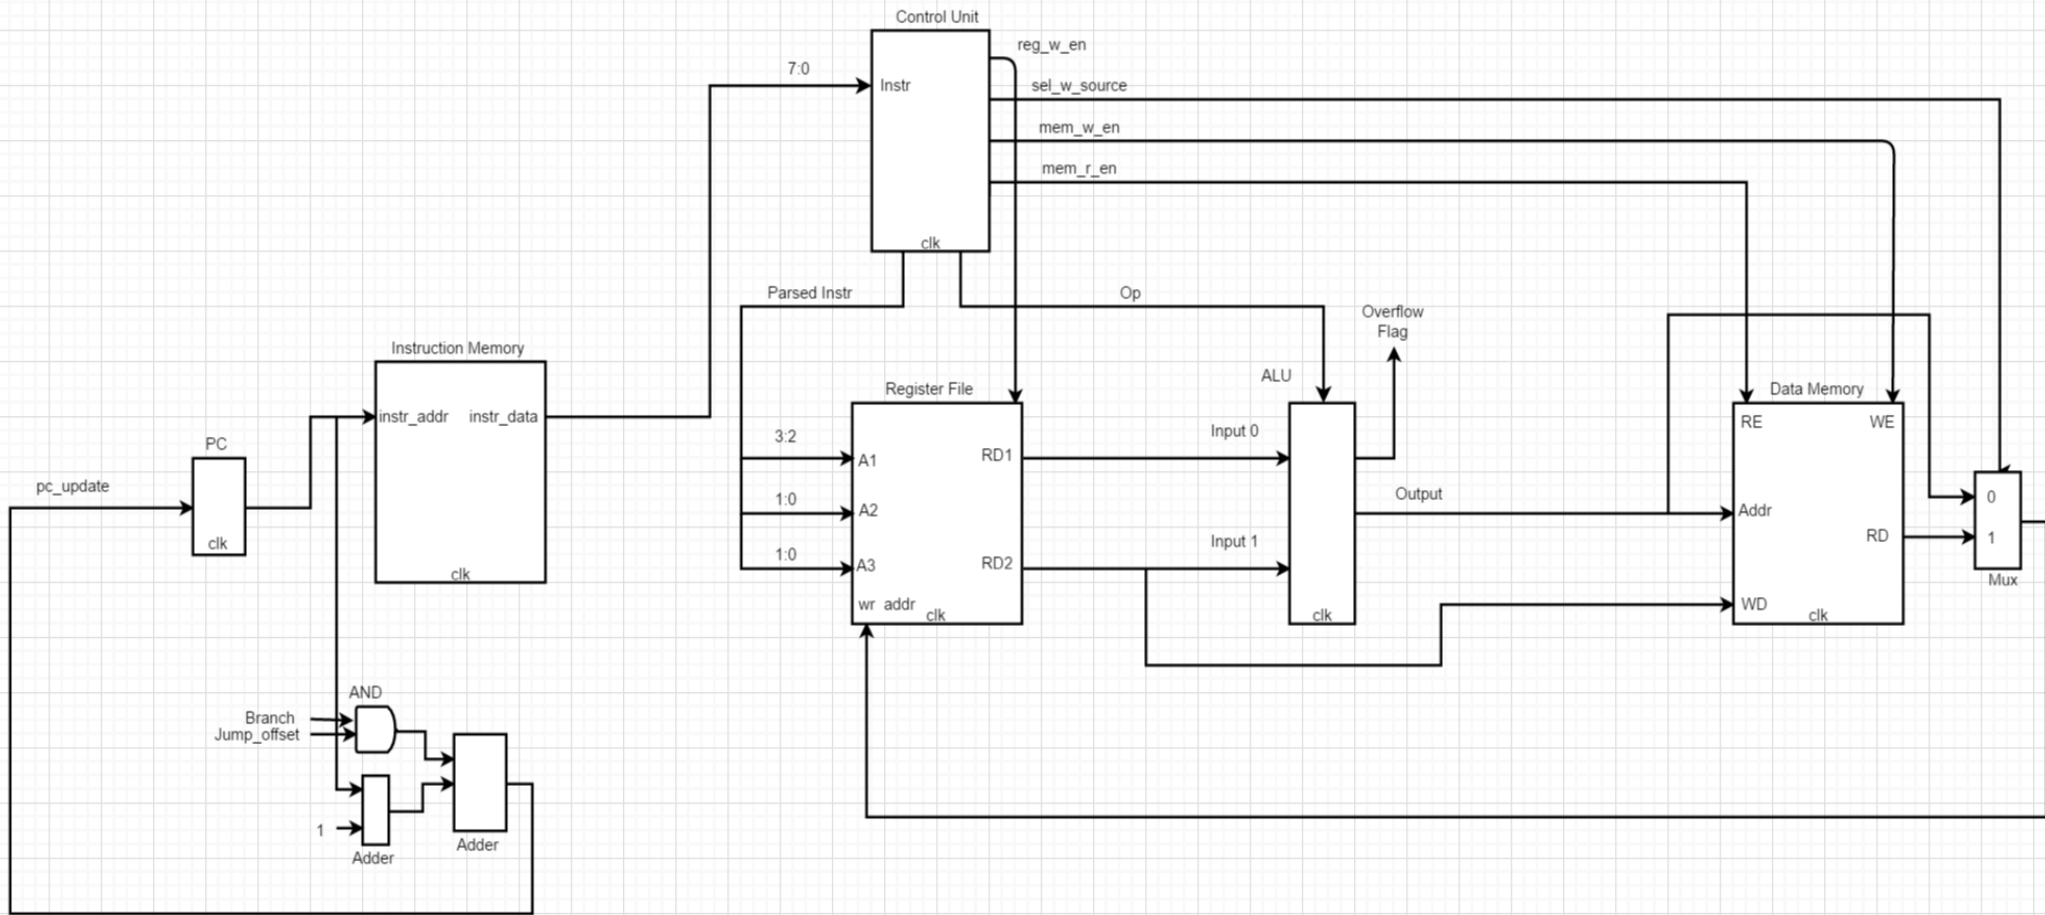 Control Unit
reg_w_en
7:0
Instr
sel_w_source
mem_w_en
mem_r_en
clk
Parsed Instr
Op
Overflow
Flag
Instruction Memory
ALU
Register File
Data Memory
instr_addr
instr_data
RE
WE
PC
3:2
Input 0
A1
RD1
pc_update
1:0
Output
0
A2
Addr
clk
Input 1
RD
1
1:0
A3
RD2
clk
Mux
wr_addr
clk
clk
WD
clk
AND
Branch
Jump_offset
1
Adder
Adder